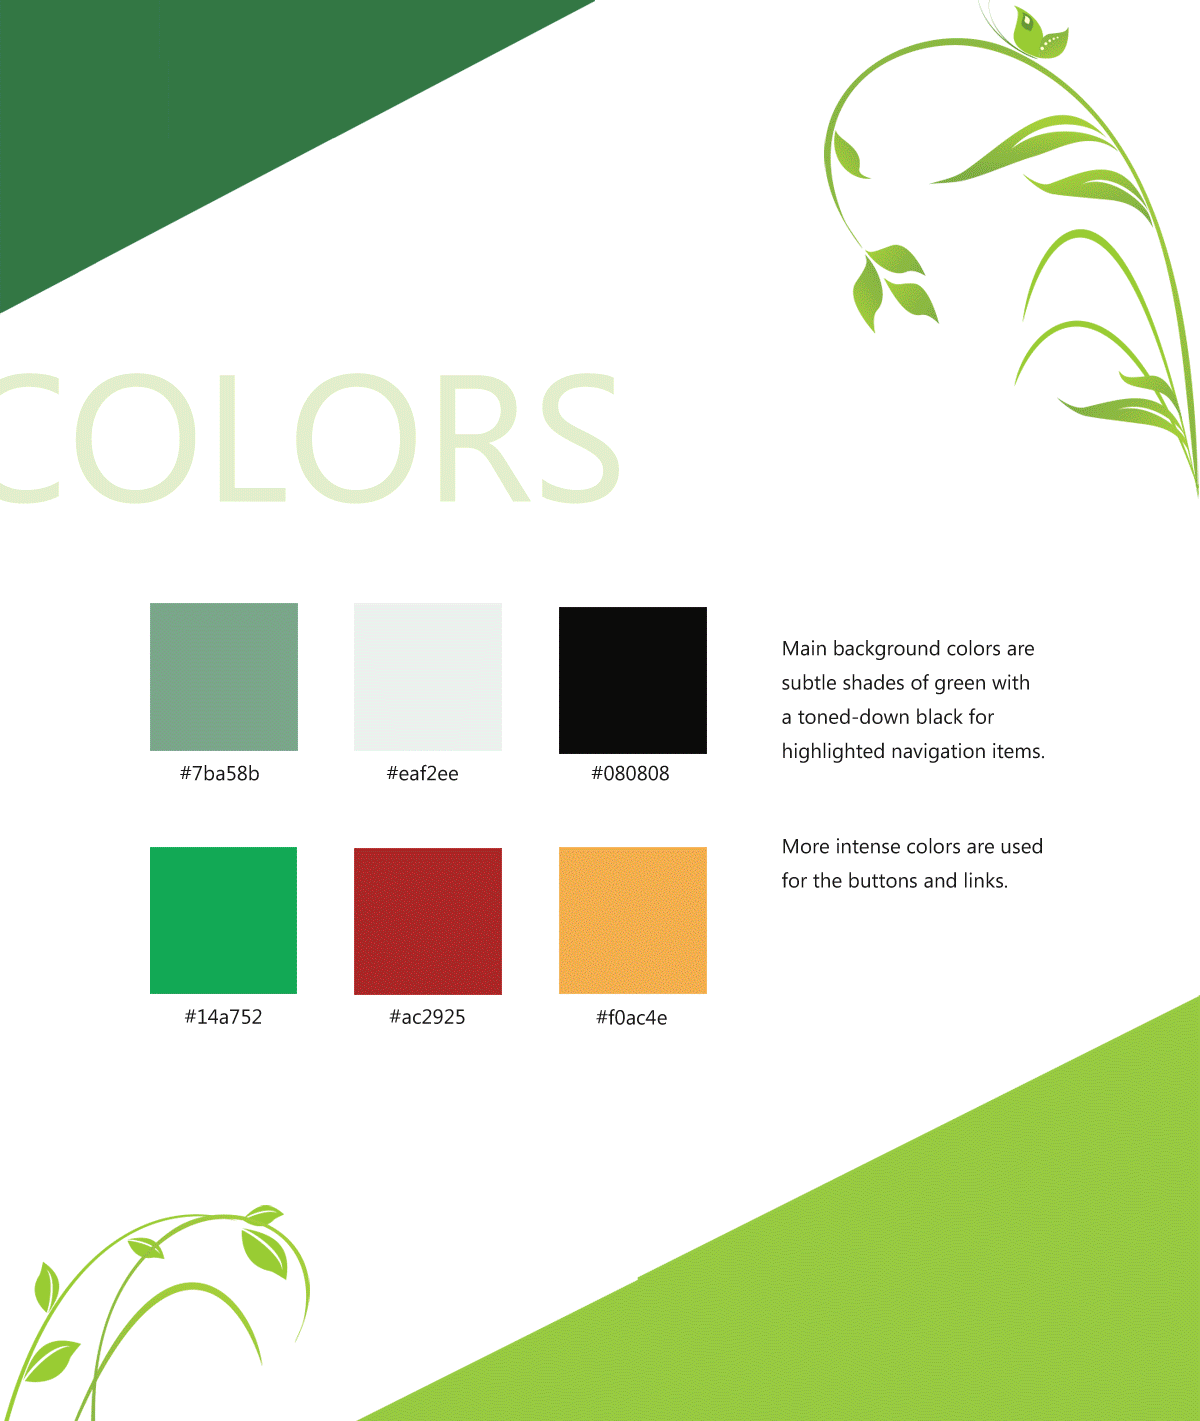 COLORS
#7ba58b
#eaf2ee
#080808
Main background colors are
subtle shades of green with
a toned-down black for
highlighted navigation items.
#14a752
#ac2925
#f0ac4e
More intense colors are used
for the buttons and links.